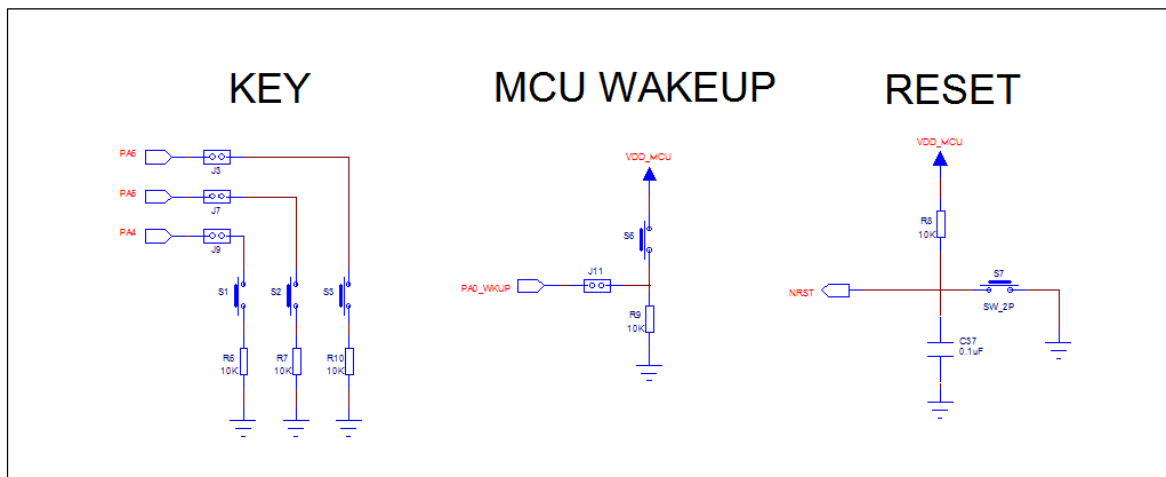 KEY
PA6
J3
PA5
J7
PA4
J9
S1
S2
S3
R6
10K
R7
10K
R10
10K
MCU WAKEUP
VDD_MCU
S6
J11
PA0_WKUP
R9
10K
RESET
VDD_MCU
R8
10K
S7
NRST
SW_2P
C37
0.1uF